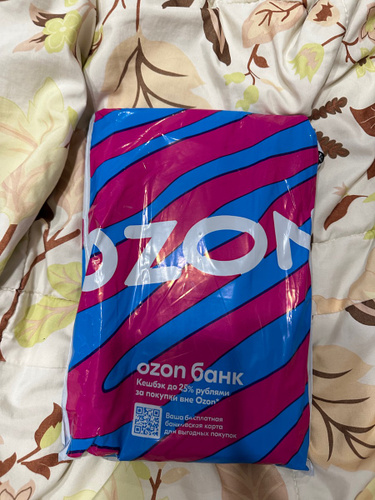 OZON
ozon банк
Кешбэк до 25% рублями
за покупки вне Ozon*
Ваша бесплатная
банковская карта
для выгодных покупок